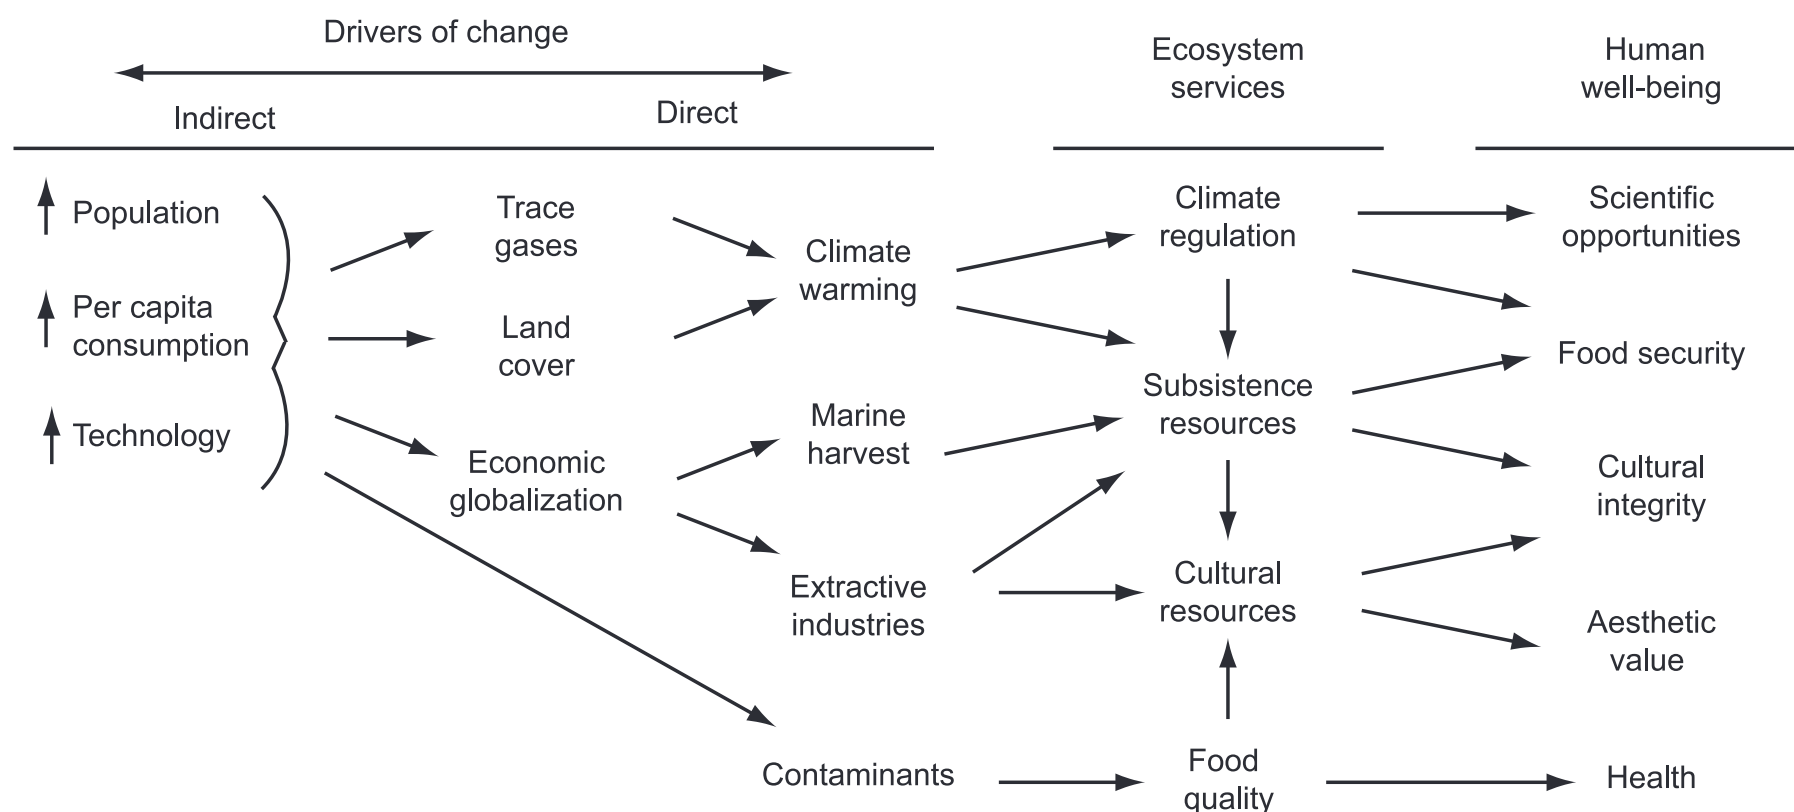 Drivers of change
Indirect
Direct
Ecosystem
services
Human
well-being
Population
Per capita
consumption
Technology
Trace
gases
Land
cover
Economic
globalization
Climate
warming
Marine
harvest
Extractive
industries
Contaminants
Climate
regulation
Subsistence
resources
Cultural
resources
Food
quality
Scientific
opportunities
Food security
Cultural
integrity
Aesthetic
value
Health